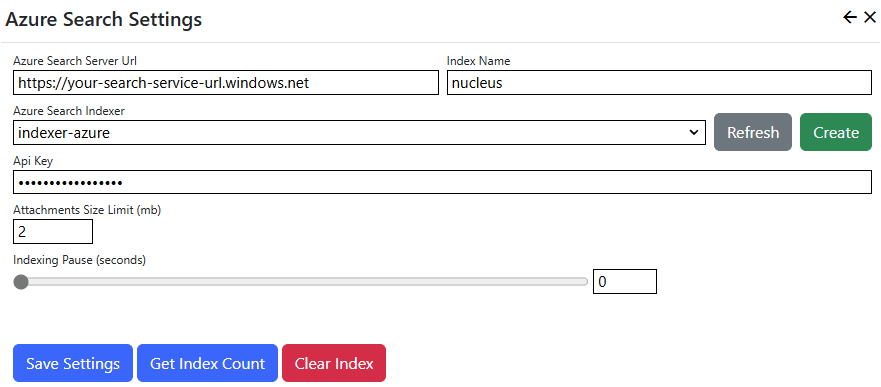 Azure Search Settings
Azure Search Server Url Index Name
https://your-search-service-url.windows.net nucleus
Azure Search Indexer
indexer-azure Refresh Create
Api Key
•••••••••••••••••
Attachments Size Limit (mb)
2
Indexing Pause (seconds)
0
Save Settings Get Index Count Clear Index